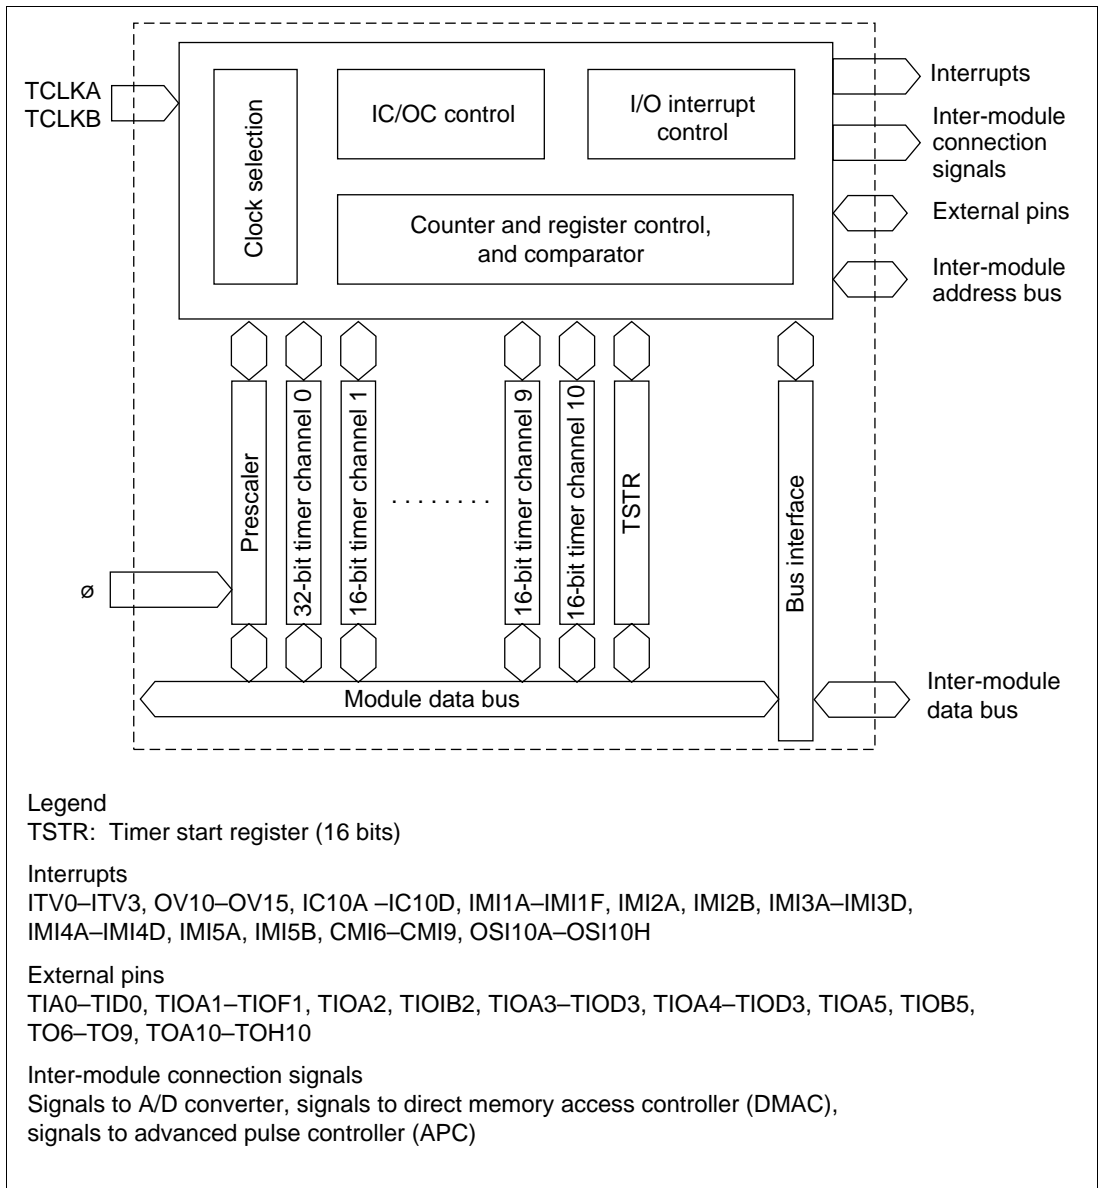 TCLKA
TCLKB
Clock selection
IC/OC control
I/O interrupt
control
Counter and register control,
and comparator
Interrupts
Inter-module
connection
signals
External pins
Inter-module
address bus
Prescaler
32-bit timer channel 0
16-bit timer channel 1
. . . . . . . .
16-bit timer channel 9
16-bit timer channel 10
TSTR
Bus interface
ø
Module data bus
Inter-module
data bus
Legend
TSTR: Timer start register (16 bits)
Interrupts
ITV0–ITV3, OV10–OV15, IC10A –IC10D, IMI1A–IMI1F, IMI2A, IMI2B, IMI3A–IMI3D,
IMI4A–IMI4D, IMI5A, IMI5B, CMI6–CMI9, OSI10A–OSI10H
External pins
TIA0–TID0, TIOA1–TIOF1, TIOA2, TIOIB2, TIOA3–TIOD3, TIOA4–TIOD3, TIOA5, TIOB5,
TO6–TO9, TOA10–TOH10
Inter-module connection signals
Signals to A/D converter, signals to direct memory access controller (DMAC),
signals to advanced pulse controller (APC)